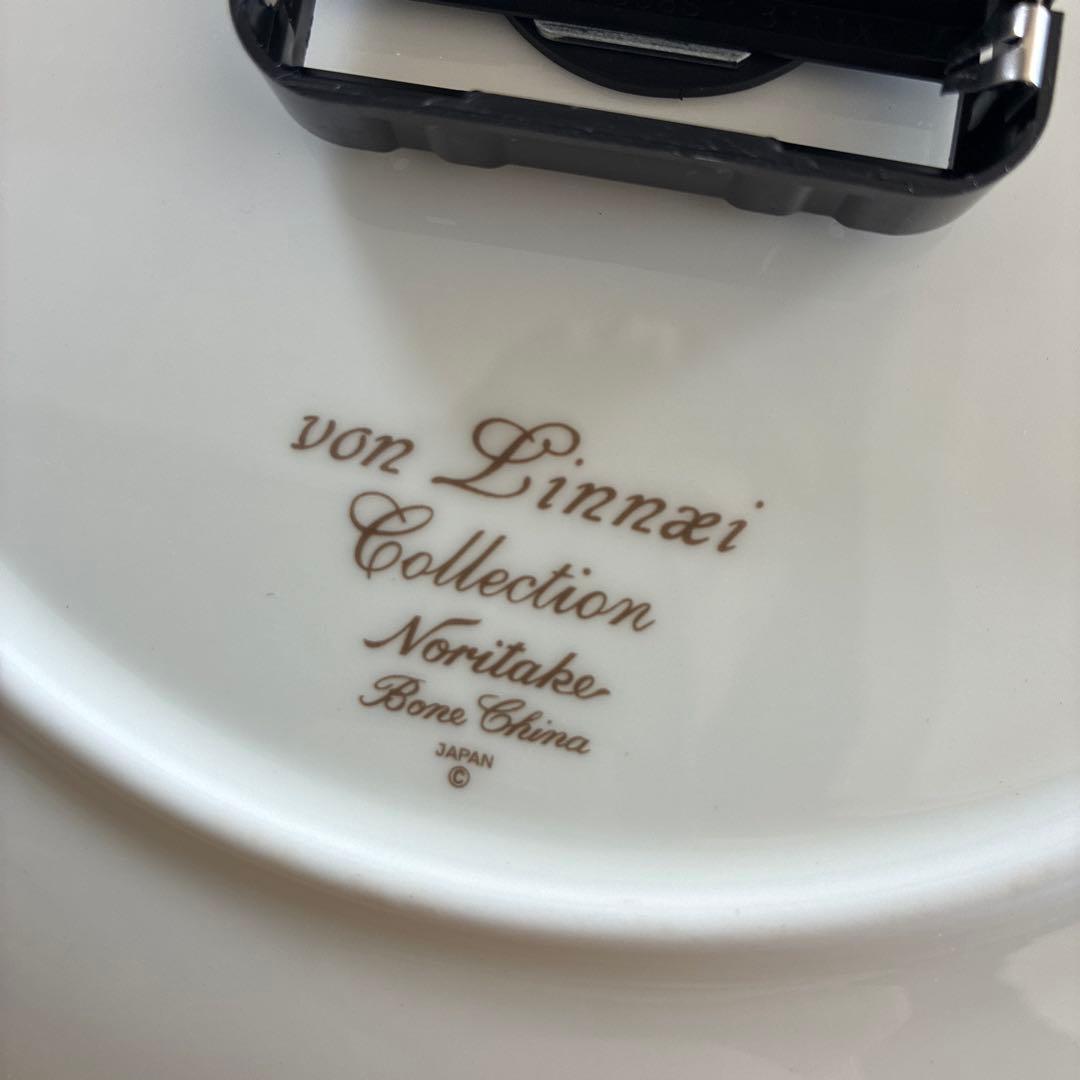 von Linnæi
Collection
Noritake
Bone China
JAPAN
©